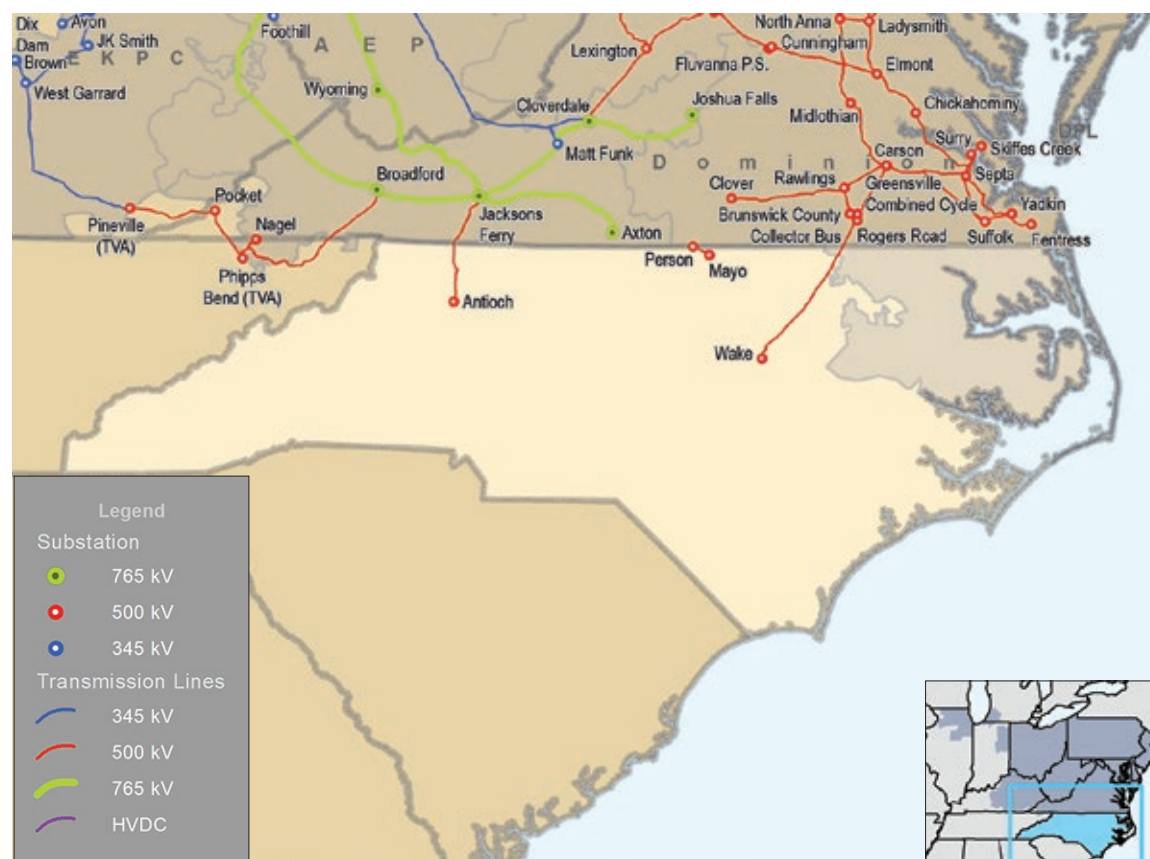 Dix
Avon
North Anna
Ladysmith
Foothill
A E P
JK Smith
Dam
Brown
E K P C
Lexington
Cunningham
Fluvanna P.S.
Elmont
West Garrard
Wyoming
Cloverdale
Joshua Falls
Midlothian
Chickahominy
Surry
DPL
Skiffes Creek
Matt Funk
Dominion
Carson
Septa
Broadford
Clover
Rawlings
Greensville
Combined Cycle
Yadkin
Pocket
Pineville
(TVA)
Nagel
Jacksons
Ferry
Axton
Brunswick County
Collector Bus
Rogers Road
Suffolk
Fentress
Person
Mayo
Phipps
Bend (TVA)
Antioch
Wake
Legend
Substation
765 kV
500 kV
345 kV
Transmission Lines
345 kV
500 kV
765 kV
HVDC